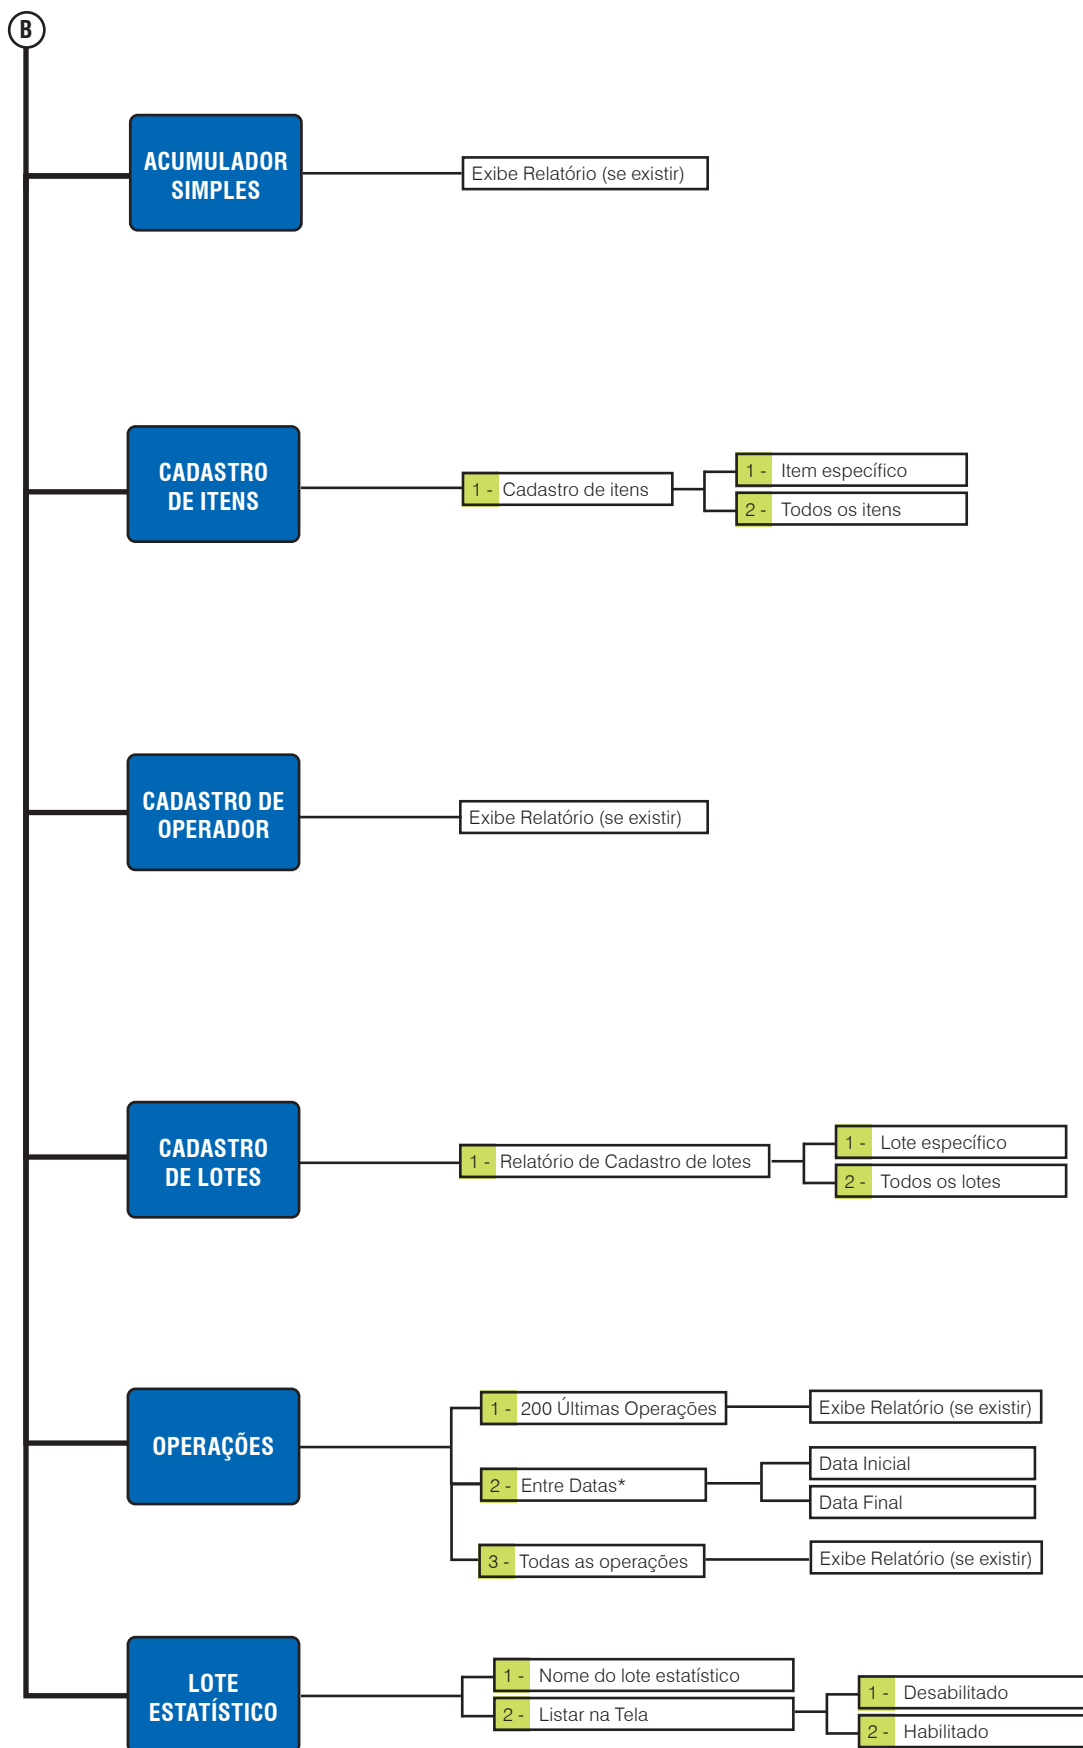 B
ACUMULADOR
SIMPLES
Exibe Relatório (se existir)
CADASTRO
DE ITENS
1 - Cadastro de itens
1 - Item específico
2 - Todos os itens
CADASTRO DE
OPERADOR
Exibe Relatório (se existir)
CADASTRO
DE LOTES
1 - Relatório de Cadastro de lotes
1 - Lote específico
2 - Todos os lotes
OPERAÇÕES
1 - 200 Últimas Operações
Exibe Relatório (se existir)
2 - Entre Datas*
Data Inicial
Data Final
3 - Todas as operações
Exibe Relatório (se existir)
LOTE
ESTATÍSTICO
1 - Nome do lote estatístico
2 - Listar na Tela
1 - Desabilitado
2 - Habilitado